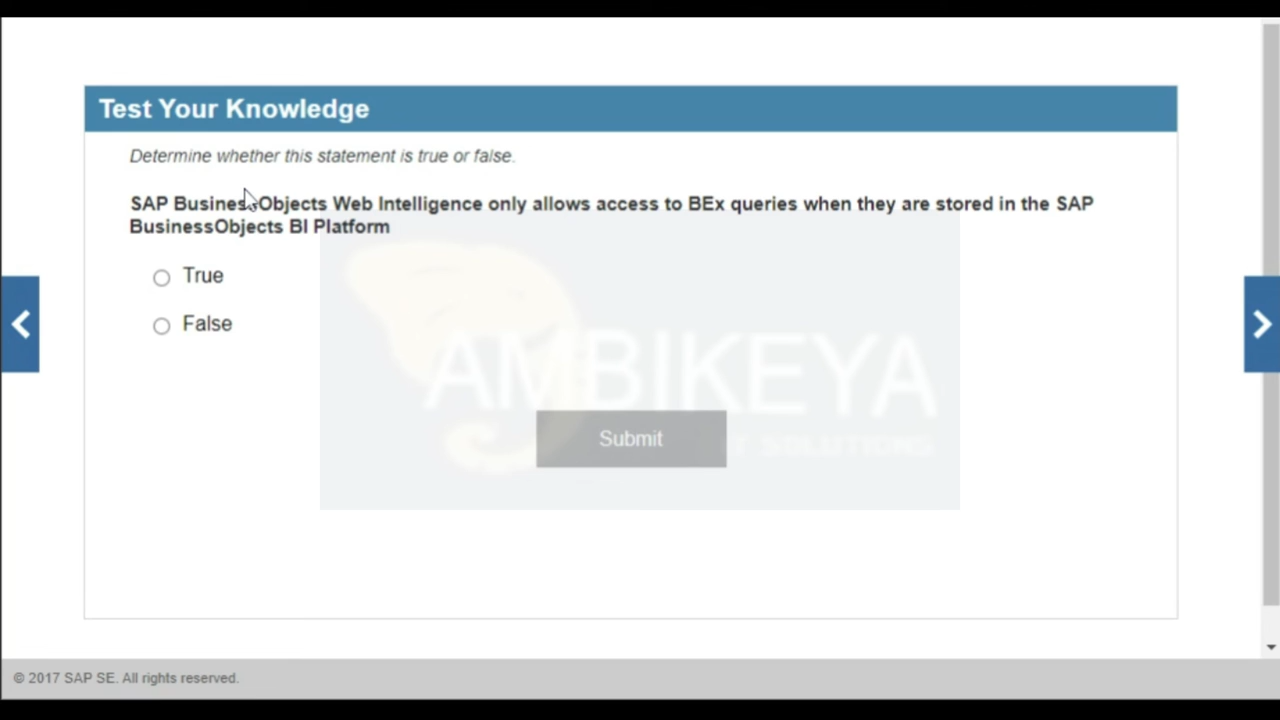 Test Your Knowledge
Determine whether this statement is true or false.
SAP BusinessObjects Web Intelligence only allows access to BEx queries when they are stored in the SAP
BusinessObjects BI Platform
True
False
AMBIKEYA
Submit
IT SOLUTIONS
© 2017 SAP SE. All rights reserved.